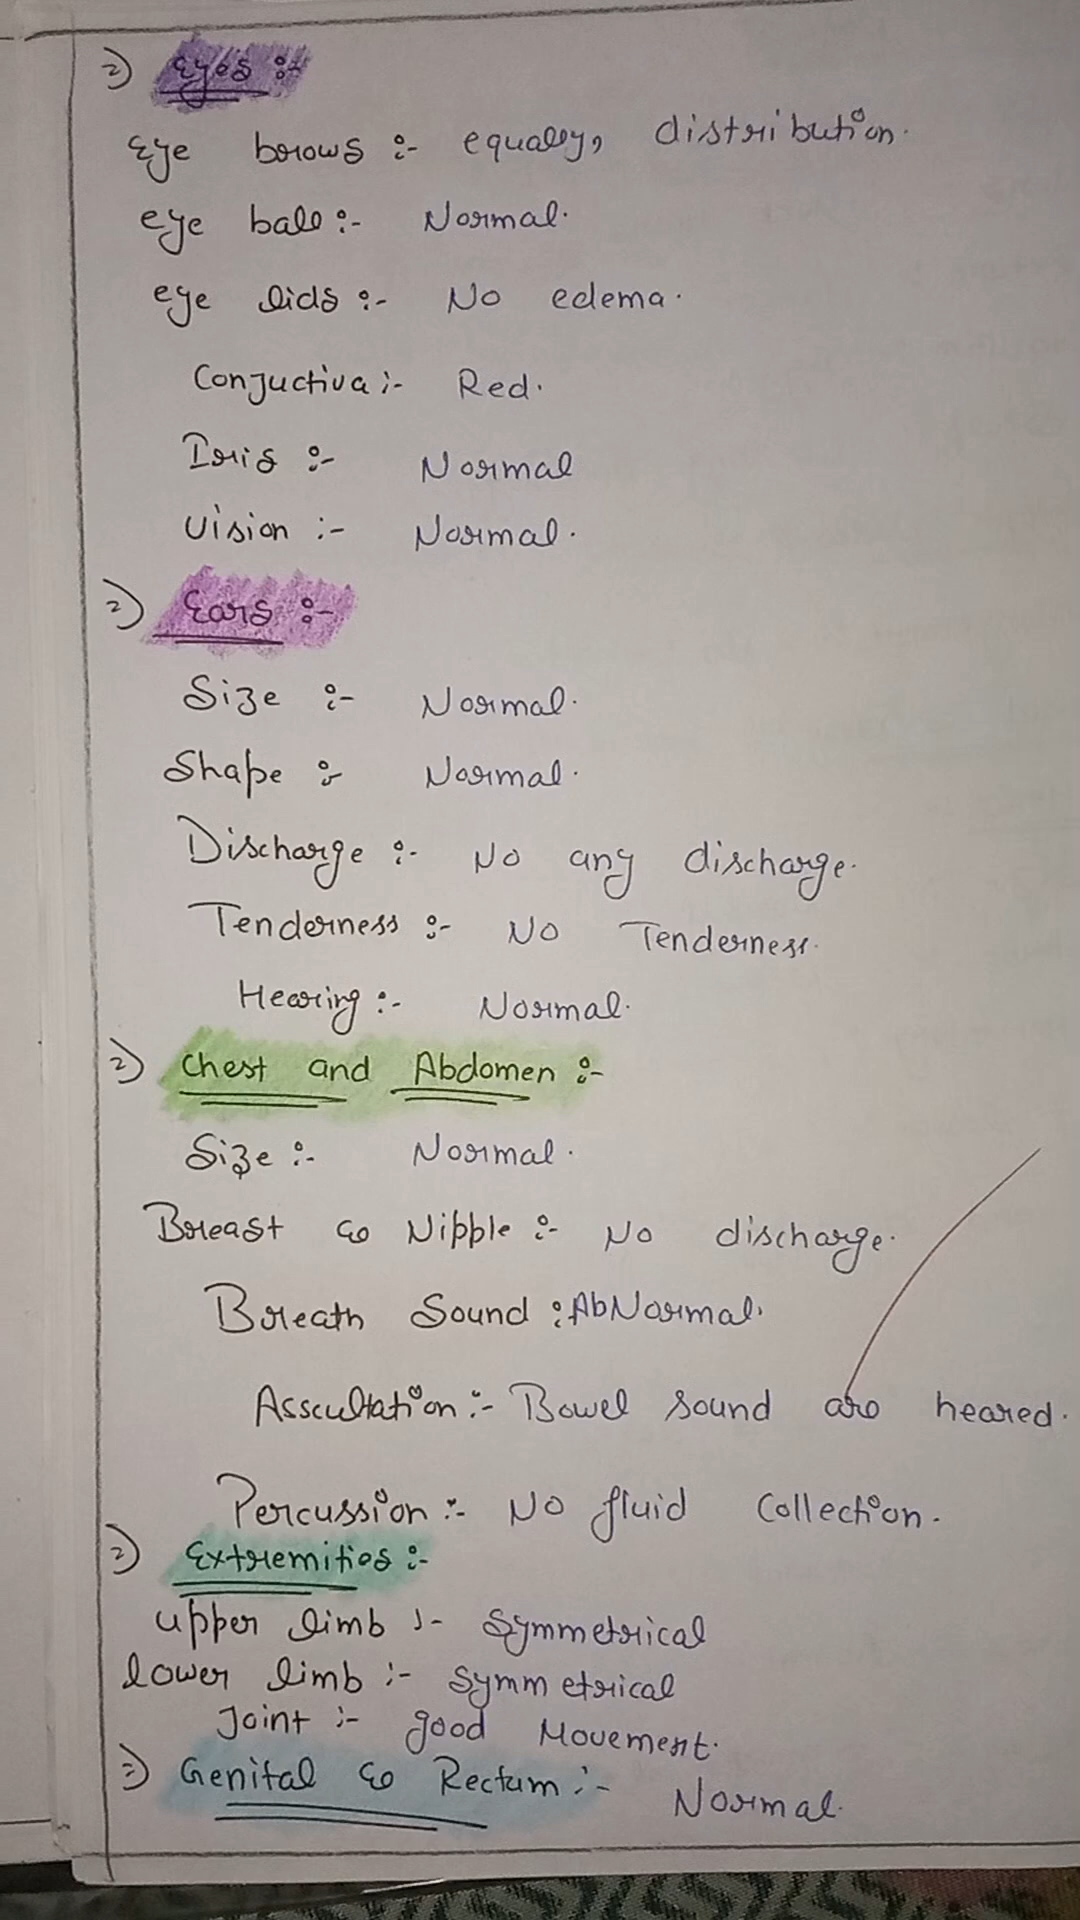 ⇒ Eyes :-
Eye brows :- equally, distribution.
eye ball :- Normal.
eye lids :- No edema.
Conjuctiva :- Red.
Iris :- Normal
Vision :- Normal.
⇒ Ears :-
Size :- Normal.
Shape :- Normal.
Discharge :- No any discharge.
Tenderness :- No Tenderness.
Hearing :- Normal.
⇒ Chest and Abdomen :-
Size :- Normal.
Breast & Nipple :- No discharge.
Breath Sound : AbNormal.
Asscultation :- Bowel sound are heared.
Percussion :- No fluid Collection.
⇒ Extremities :-
upper limb :- Symmetrical
lower limb :- Symmetrical
Joint :- good Movement.
⇒ Genital & Rectum :- Normal.